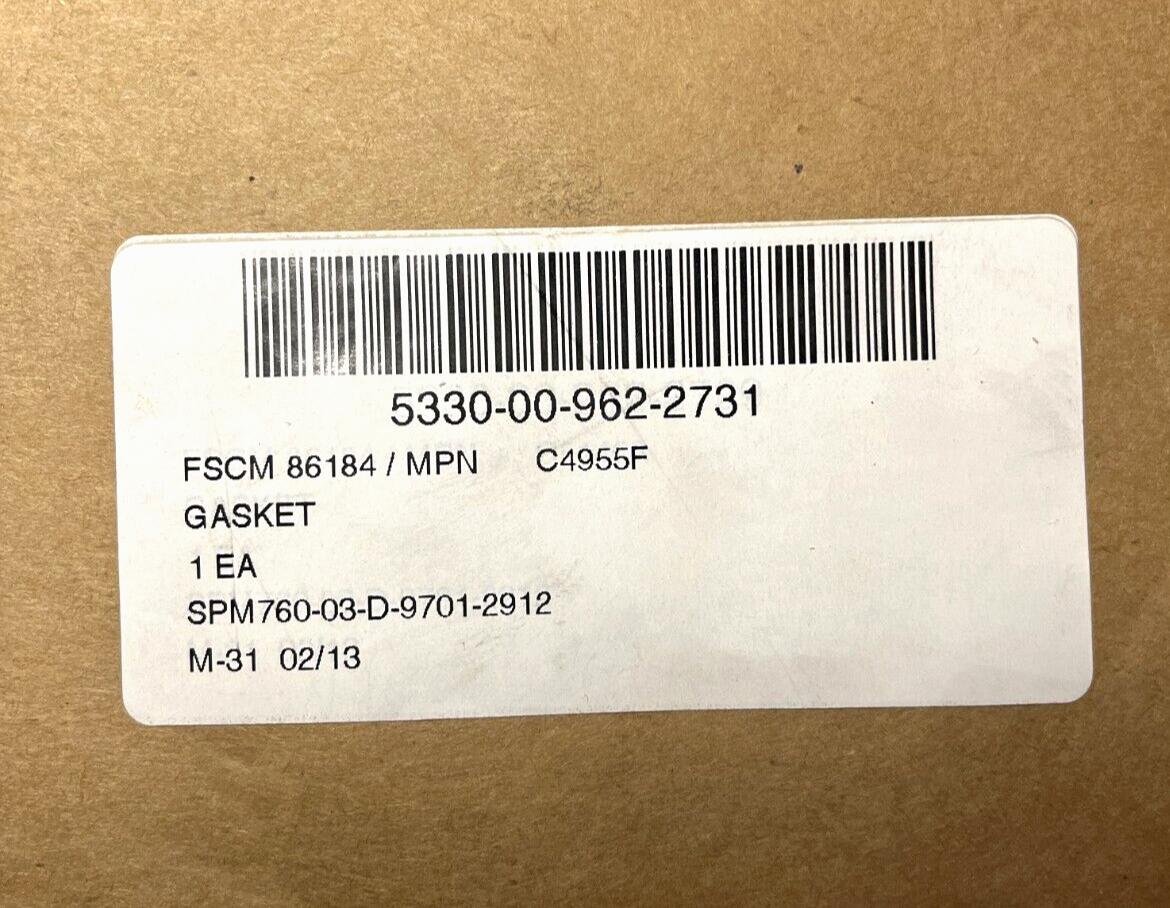 5330-00-962-2731
FSCM 86184 / MPN C4955F
GASKET
1 EA
SPM760-03-D-9701-2912
M-31 02/13